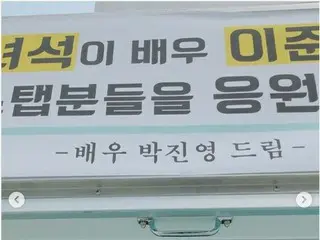 녀석이 배우 이준
탭분들을 응원
-배우 박진영 드림-